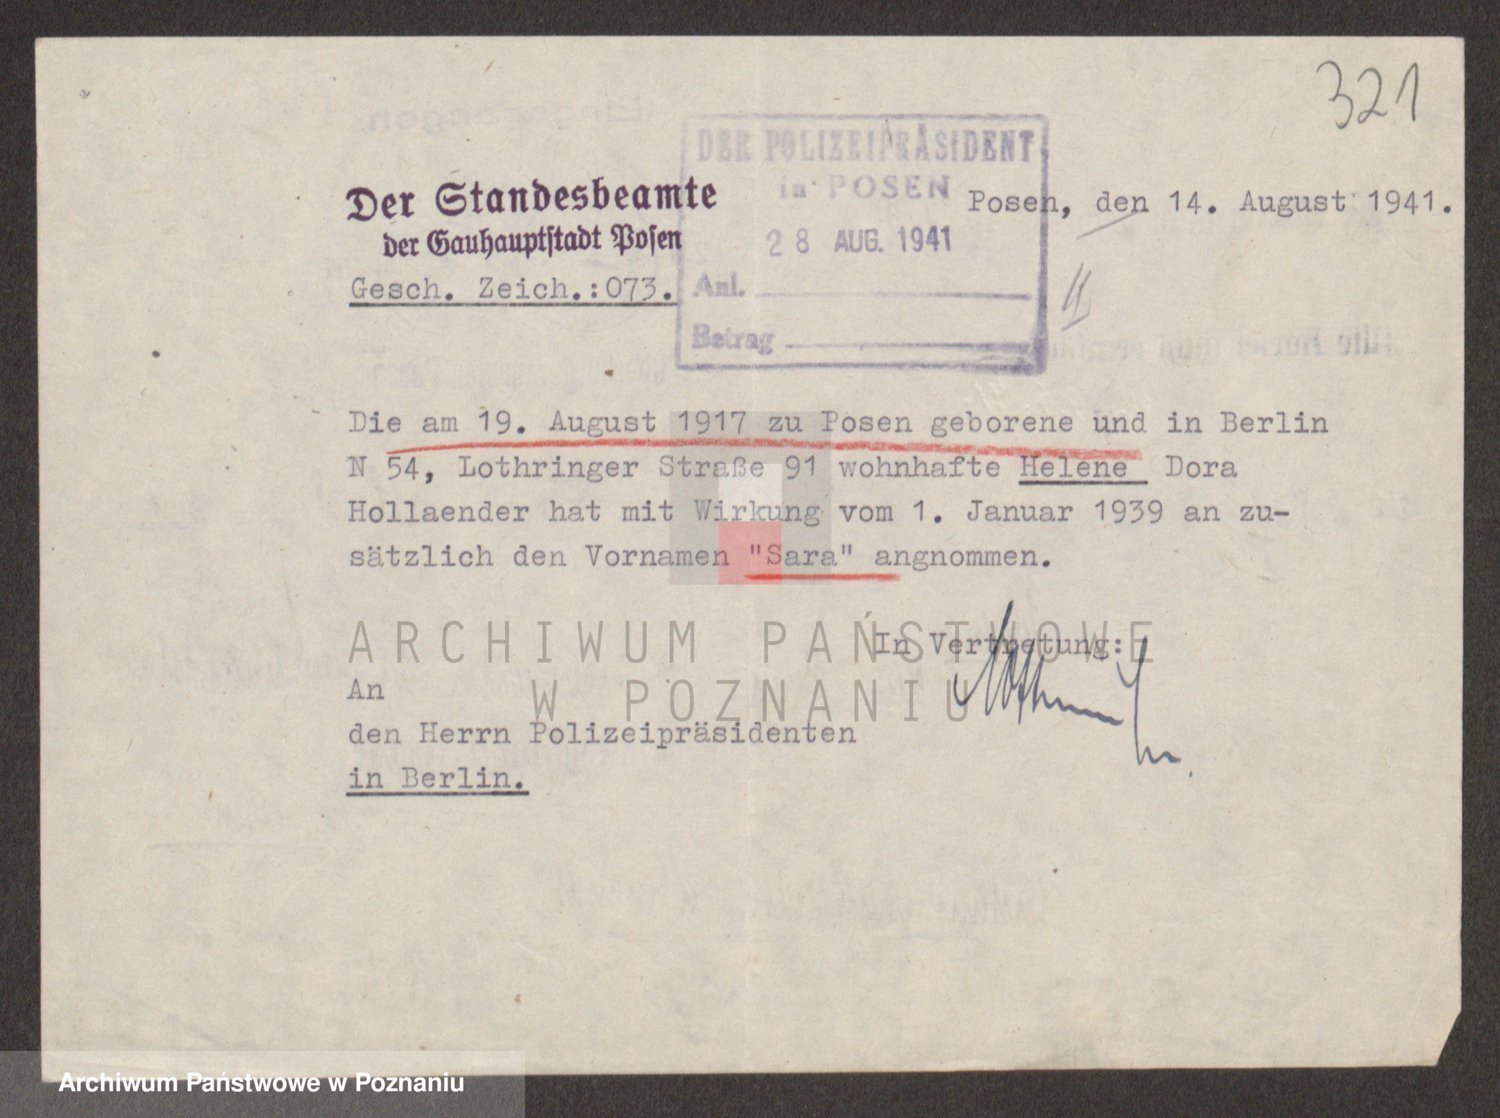 321
DER POLIZEIPRÄSIDENT
in POSEN
28 AUG. 1941
Anl.
Betrag
Der Standesbeamte
der Gauhauptstadt Posen
Gesch. Zeich.:073.
Posen, den 14. August 1941.
Die am 19. August 1917 zu Posen geborene und in Berlin
N 54, Lothringer Straße 91 wohnhafte Helene Dora
Hollaender hat mit Wirkung vom 1. Januar 1939 an zu-
sätzlich den Vornamen "Sara" angnommen.
In Vertretung:
An
den Herrn Polizeipräsidenten
in Berlin.
ARCHIWUM PAŃSTWOWE
W POZNANIU
Archiwum Państwowe w Poznaniu